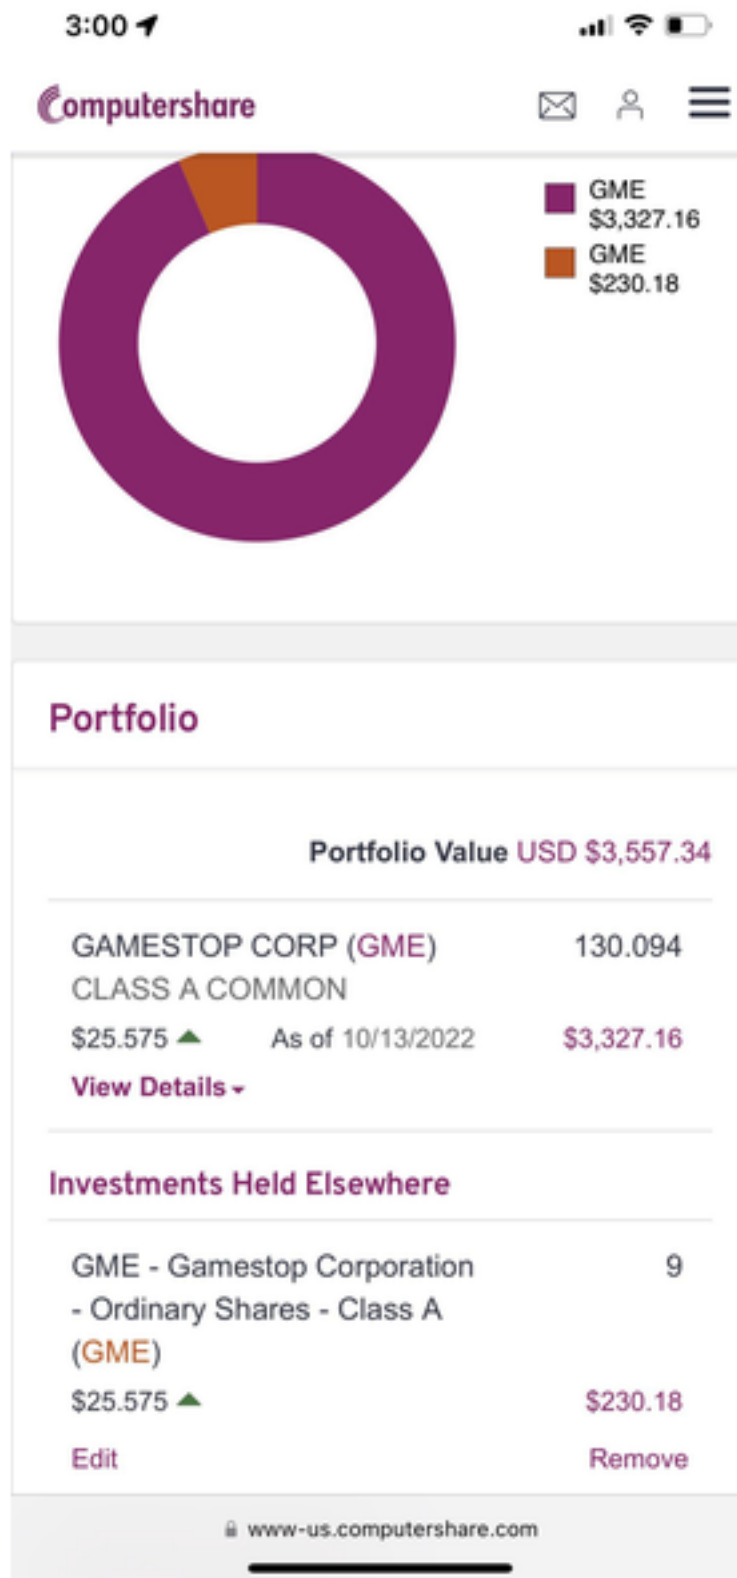 3:00
Computershare
GME
$3,327.16
GME
$230.18
Portfolio
Portfolio Value USD $3,557.34
GAMESTOP CORP (GME) 130.094
CLASS A COMMON
$25.575 As of 10/13/2022 $3,327.16
View Details
Investments Held Elsewhere
GME - Gamestop Corporation 9
- Ordinary Shares - Class A
(GME)
$25.575 $230.18
Edit Remove
www-us.computershare.com